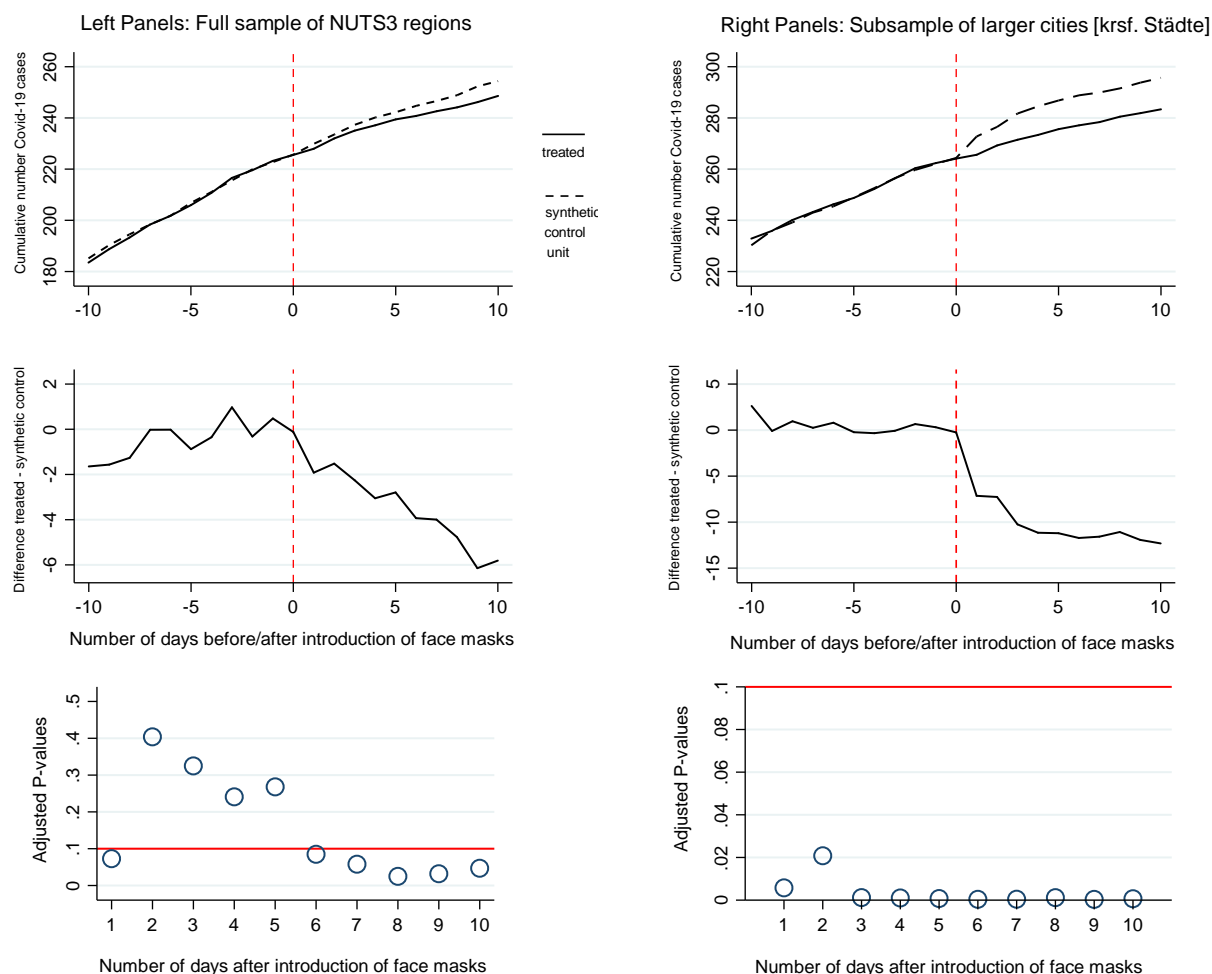 Left Panels: Full sample of NUTS3 regions
Right Panels: Subsample of larger cities [krsf. Städte]
Cumulative number Covid-19 cases
180 200 220 240 260
-10 -5 0 5 10
treated
synthetic
control
unit
Cumulative number Covid-19 cases
220 240 260 280 300
-10 -5 0 5 10
Difference treated - synthetic control
-6 -4 -2 0 2
-10 -5 0 5 10
Number of days before/after introduction of face masks
Difference treated - synthetic control
-15 -10 -5 0 5
-10 -5 0 5 10
Number of days before/after introduction of face masks
Adjusted P-values
0 .1 .2 .3 .4 .5
1 2 3 4 5 6 7 8 9 10
Number of days after introduction of face masks
Adjusted P-values
0 .02 .04 .06 .08 .1
1 2 3 4 5 6 7 8 9 10
Number of days after introduction of face masks